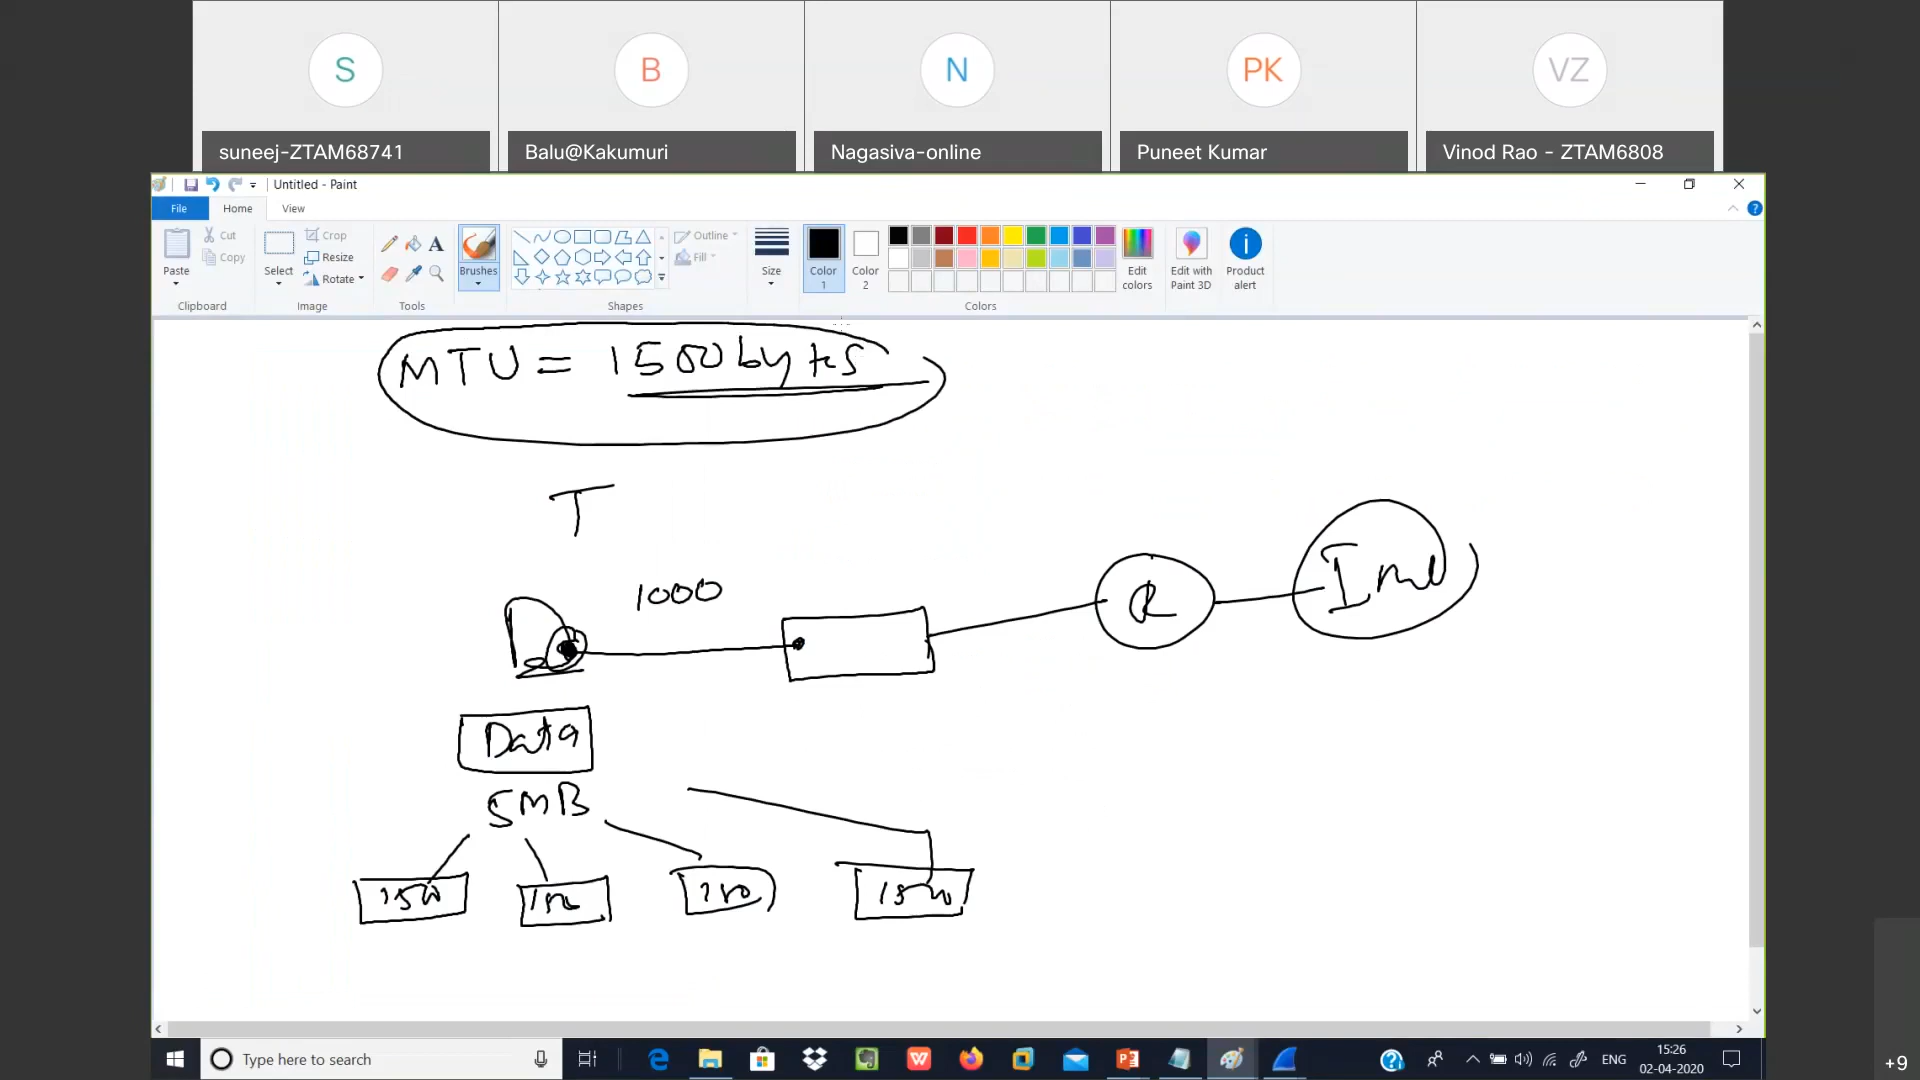 S
B
N
PK
VZ
suneej-ZTAM68741
Balu@Kakumuri
Nagasiva-online
Puneet Kumar
Vinod Rao - ZTAM6808
Untitled - Paint
File
Home
View
Paste
Cut
Copy
Clipboard
Select
Crop
Resize
Rotate
Image
A
Tools
Brushes
Outline
Fill
Shapes
Size
Color
1
Color
2
Edit
colors
Colors
Edit with
Paint 3D
Product
alert
MTU = 1500 bytes
T
1000
R
Data
5MB
1500
1500
Type here to search
ENG
15:26
02-04-2020
+9